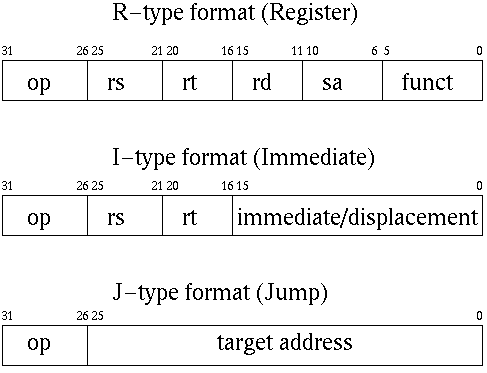 R−type format (Register)
31 26 25 21 20 16 15 11 10 6 5 0
op rs rt rd sa funct
I−type format (Immediate)
31 26 25 21 20 16 15 0
op rs rt immediate/displacement
J−type format (Jump)
31 26 25 0
op target address